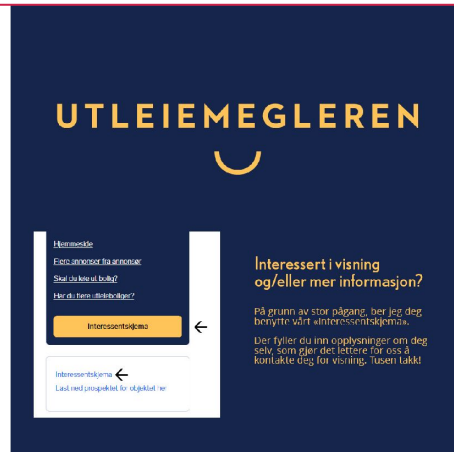 UTLEIEMEGLEREN
Hjemmeside
Flere annonser fra annonsør
Skal du leie ut bolig?
Har du flere utleieboliger?
Interessentskjema
Interessentskjema
Last ned prospektet for objektet her
Interessert i visning
og/eller mer informasjon?
På grunn av stor pågang, ber jeg deg
benytte vårt «Interessentskjema».
Der fyller du inn opplysninger om deg
selv, som gjør det lettere for oss å
kontakte deg for visning. Tusen takk!